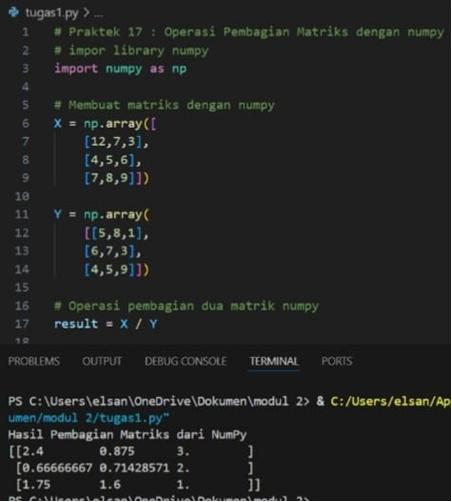 tugas1.py > ...
1 # Praktek 17 : Operasi Pembagian Matriks dengan numpy
2 # impor library numpy
3 import numpy as np
4
5 # Membuat matriks dengan numpy
6 X = np.array([
7 [12,7,3],
8 [4,5,6],
9 [7,8,9]])
10
11 Y = np.array(
12 [[5,8,1],
13 [6,7,3],
14 [4,5,9]])
15
16 # Operasi pembagian dua matrik numpy
17 result = X / Y
18
PROBLEMS OUTPUT DEBUG CONSOLE TERMINAL PORTS
PS C:\Users\elsan\OneDrive\Dokumen\modul 2> & C:/Users/elsan/Ap
umen/modul 2/tugas1.py"
Hasil Pembagian Matriks dari NumPy
[[2.4 0.875 3. ]
[0.66666667 0.71428571 2. ]
[1.75 1.6 1. ]]
PS C:\Users\elsan\OneDrive\Dokumen\modul 2>